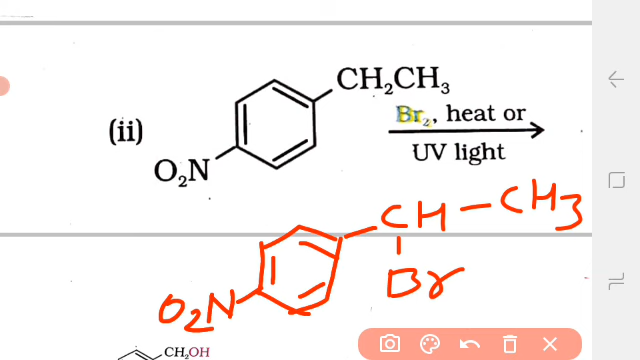 CH₂CH₃
(ii)
Br₂, heat or
UV light
O₂N
CH – CH3
Br
O2N
CH₂OH